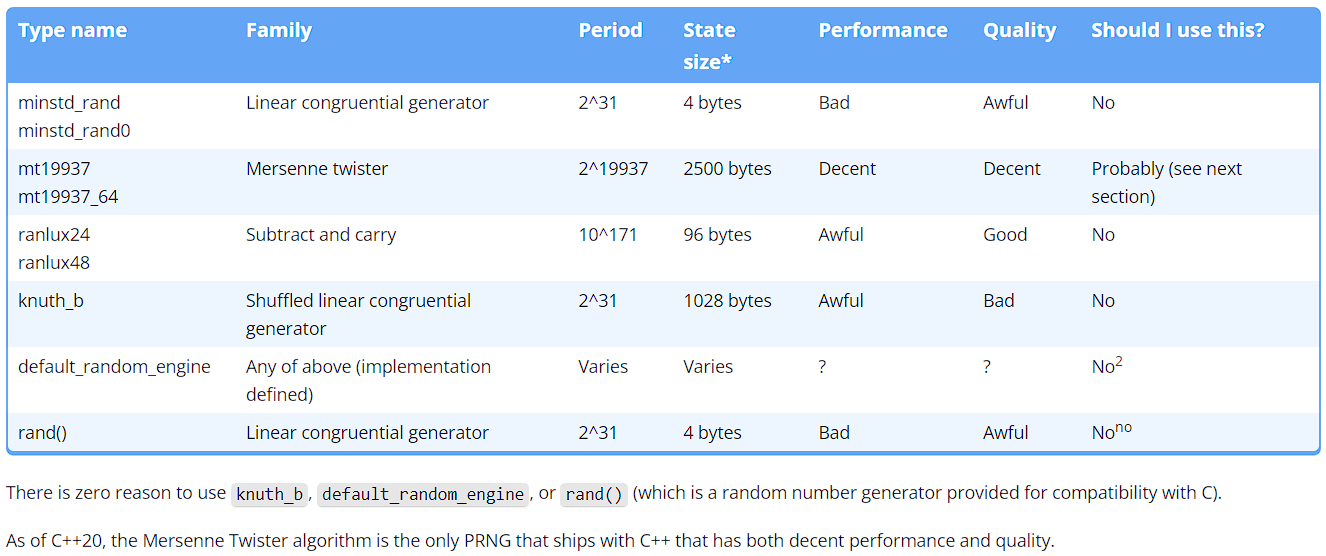 Type name Family Period State Performance Quality Should I use this?
size*
minstd_rand Linear congruential generator 2^31 4 bytes Bad Awful No
minstd_rand0
mt19937 Mersenne twister 2^19937 2500 bytes Decent Decent Probably (see next
mt19937_64 section)
ranlux24 Subtract and carry 10^171 96 bytes Awful Good No
ranlux48
knuth_b Shuffled linear congruential 2^31 1028 bytes Awful Bad No
generator
default_random_engine Any of above (implementation Varies Varies ? ? No2
defined)
rand() Linear congruential generator 2^31 4 bytes Bad Awful Nono
There is zero reason to use knuth_b, default_random_engine, or rand() (which is a random number generator provided for compatibility with C).
As of C++20, the Mersenne Twister algorithm is the only PRNG that ships with C++ that has both decent performance and quality.